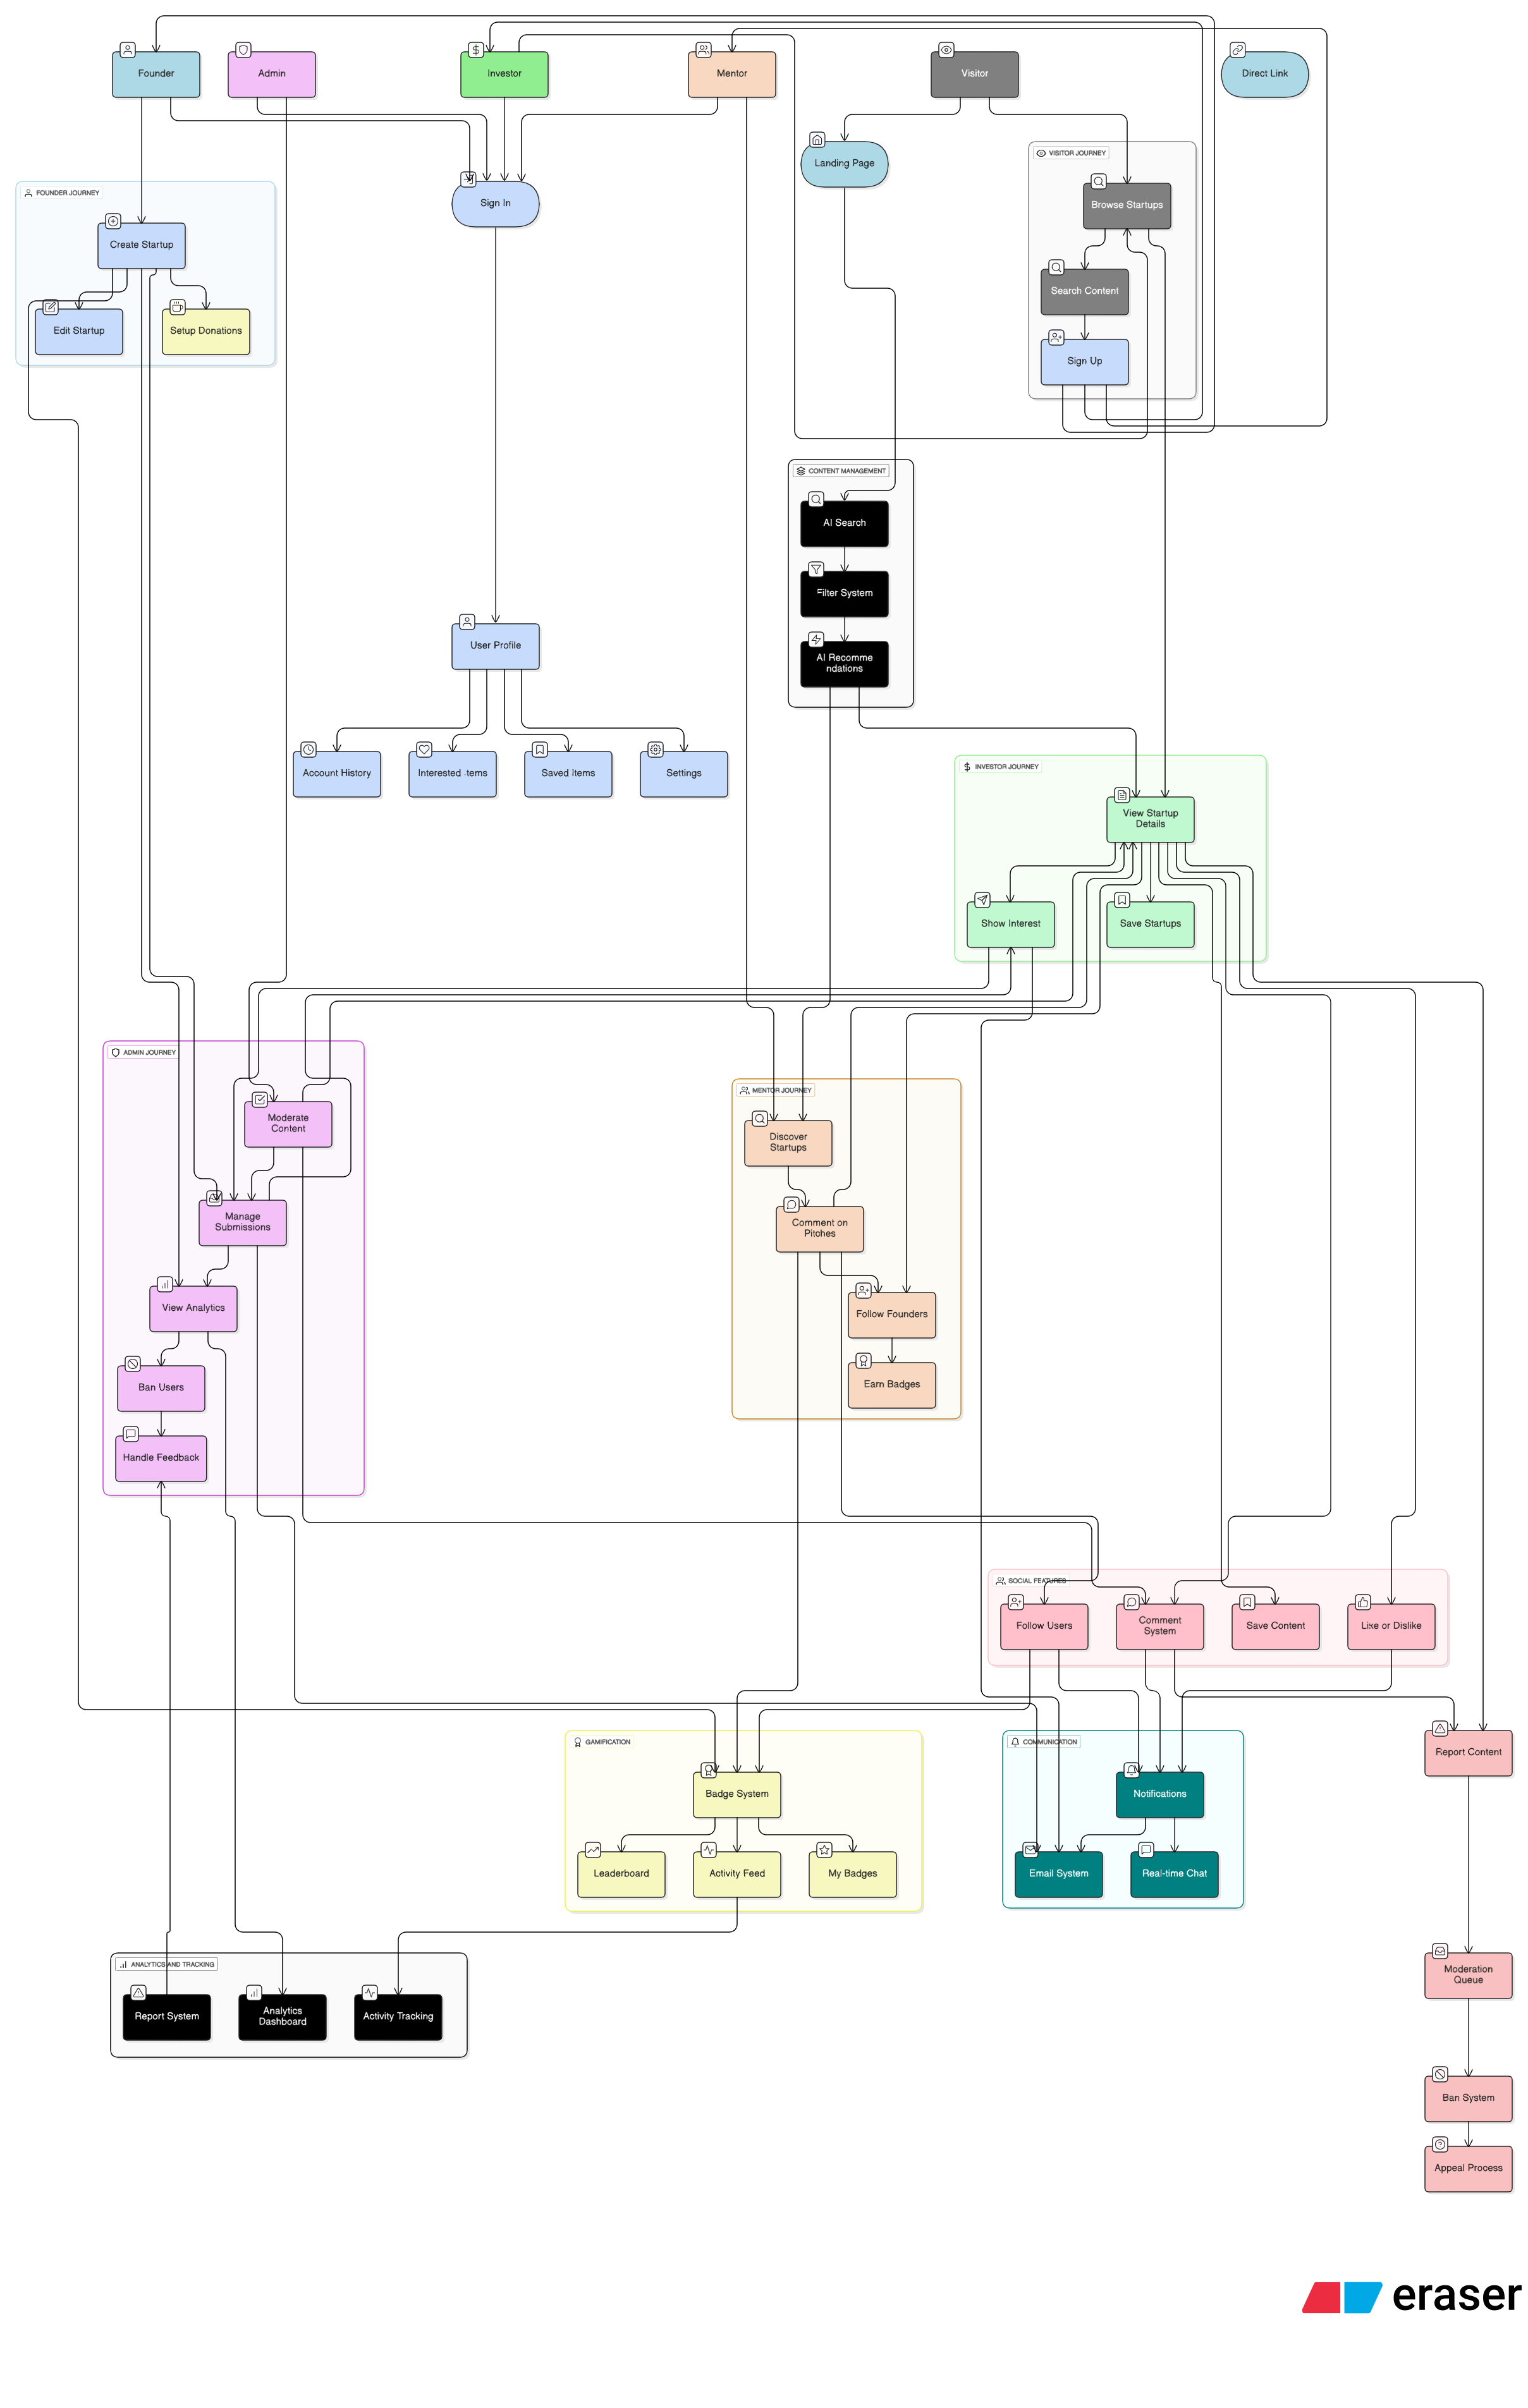 Founder
Admin
Investor
Mentor
Visitor
Direct Link
Landing Page
VISITOR JOURNEY
FOUNDER JOURNEY
Sign In
Browse Startups
Create Startup
Search Content
Edit Startup
Setup Donations
Sign Up
CONTENT MANAGEMENT
AI Search
Filter System
User Profile
AI Recomme
ndations
Account History
Interested Items
Saved Items
Settings
INVESTOR JOURNEY
View Startup
Details
Show Interest
Save Startups
ADMIN JOURNEY
MENTOR JOURNEY
Moderate
Content
Discover
Startups
Manage
Submissions
Comment on
Pitches
View Analytics
Follow Founders
Ban Users
Earn Badges
Handle Feedback
SOCIAL FEATURES
Follow Users
Comment
System
Save Content
Like or Dislike
GAMIFICATION
COMMUNICATION
Report Content
Badge System
Notifications
Leaderboard
Activity Feed
My Badges
Email System
Real-time Chat
ANALYTICS AND TRACKING
Moderation
Queue
Report System
Analytics
Dashboard
Activity Tracking
Ban System
Appeal Process
eraser